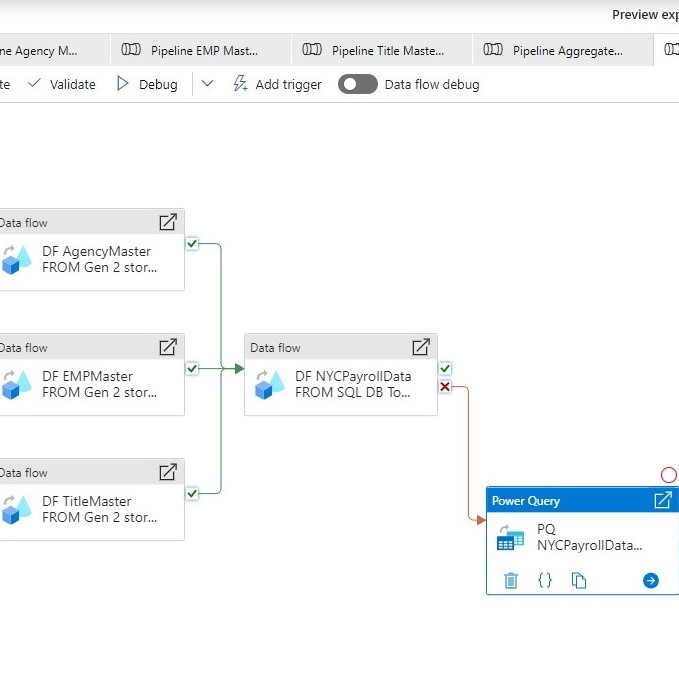 Preview exp
ne Agency M...
Pipeline EMP Mast...
Pipeline Title Maste...
Pipeline Aggregate...
te
Validate
Debug
Add trigger
Data flow debug
Data flow
DF AgencyMaster
FROM Gen 2 stor...
Data flow
DF EMPMaster
FROM Gen 2 stor...
Data flow
DF NYCPayrollData
FROM SQL DB To...
Data flow
DF TitleMaster
FROM Gen 2 stor...
Power Query
PQ
NYCPayrollData...
{}